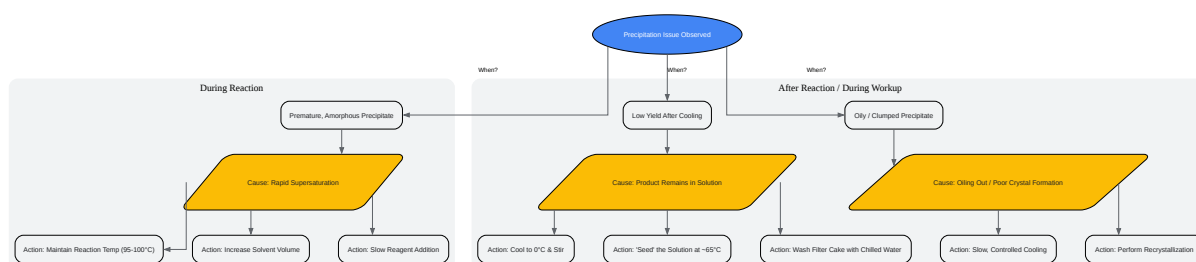 Precipitation Issue Observed
When?
When?
When?
During Reaction
After Reaction / During Workup
Premature, Amorphous Precipitate
Low Yield After Cooling
Oily / Clumped Precipitate
Cause: Rapid Supersaturation
Cause: Product Remains in Solution
Cause: Oiling Out / Poor Crystal Formation
Action: Maintain Reaction Temp (95-100°C)
Action: Increase Solvent Volume
Action: Slow Reagent Addition
Action: Cool to 0°C & Stir
Action: 'Seed' the Solution at ~65°C
Action: Wash Filter Cake with Chilled Water
Action: Slow, Controlled Cooling
Action: Perform Recrystallization